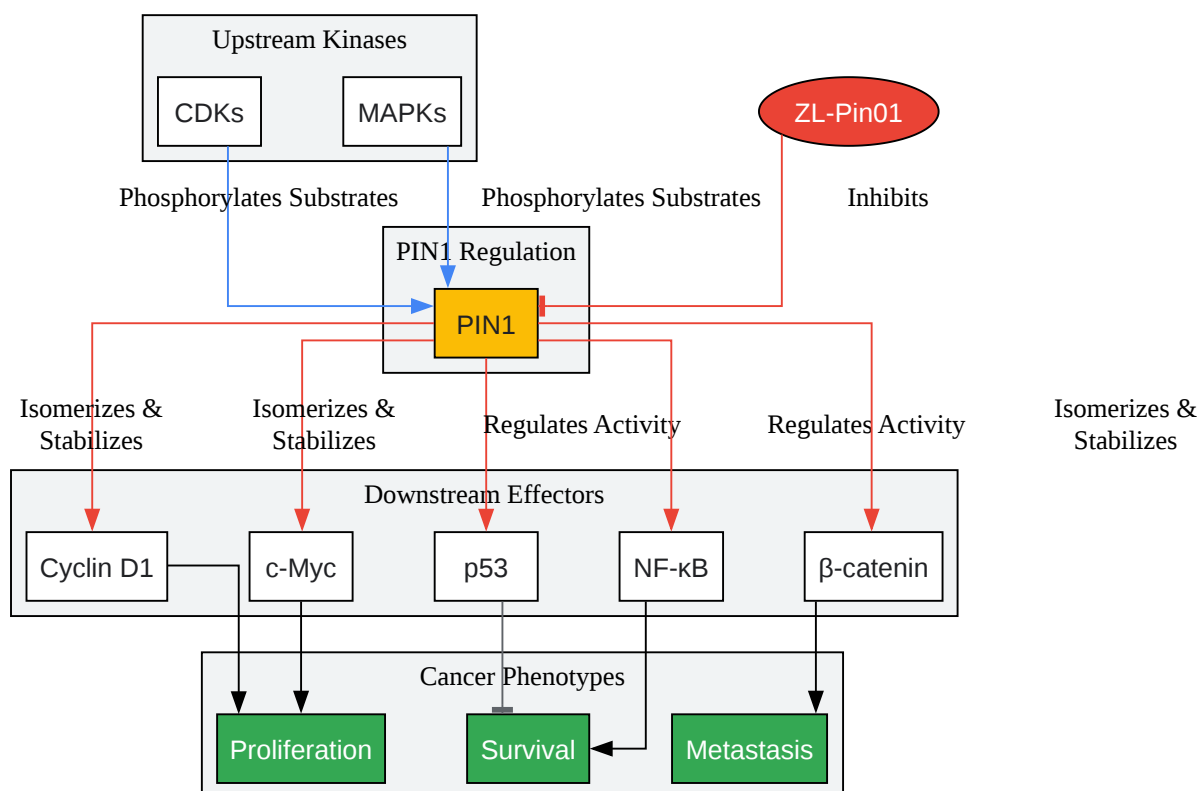 Upstream Kinases
CDKs
MAPKs
ZL-Pin01
Phosphorylates Substrates
Phosphorylates Substrates
Inhibits
PIN1 Regulation
PIN1
Isomerizes &
Stabilizes
Isomerizes &
Stabilizes
Regulates Activity
Regulates Activity
Isomerizes &
Stabilizes
Downstream Effectors
Cyclin D1
c-Myc
p53
NF-κB
β-catenin
Cancer Phenotypes
Proliferation
Survival
Metastasis